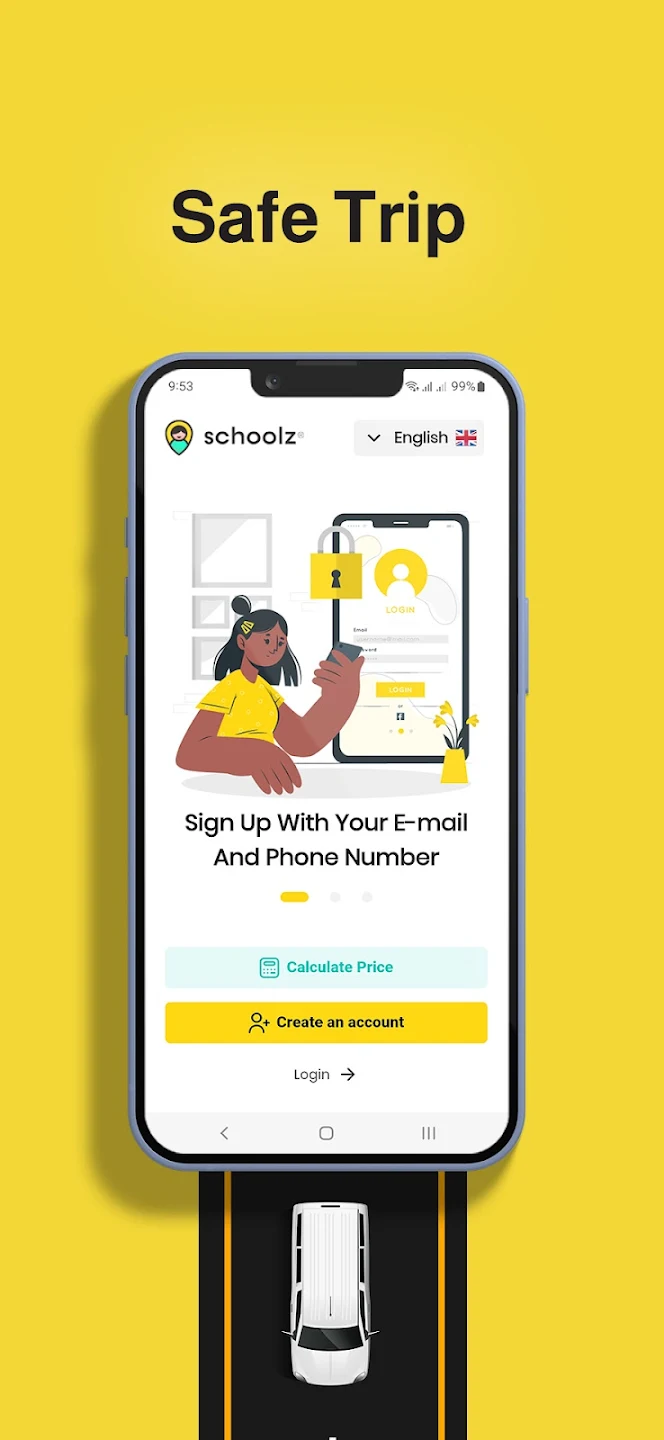 Safe Trip
9:53
99%
schoolz®
English
LOGIN
Email
LOGIN
or
Sign Up With Your E-mail
And Phone Number
Calculate Price
Create an account
Login